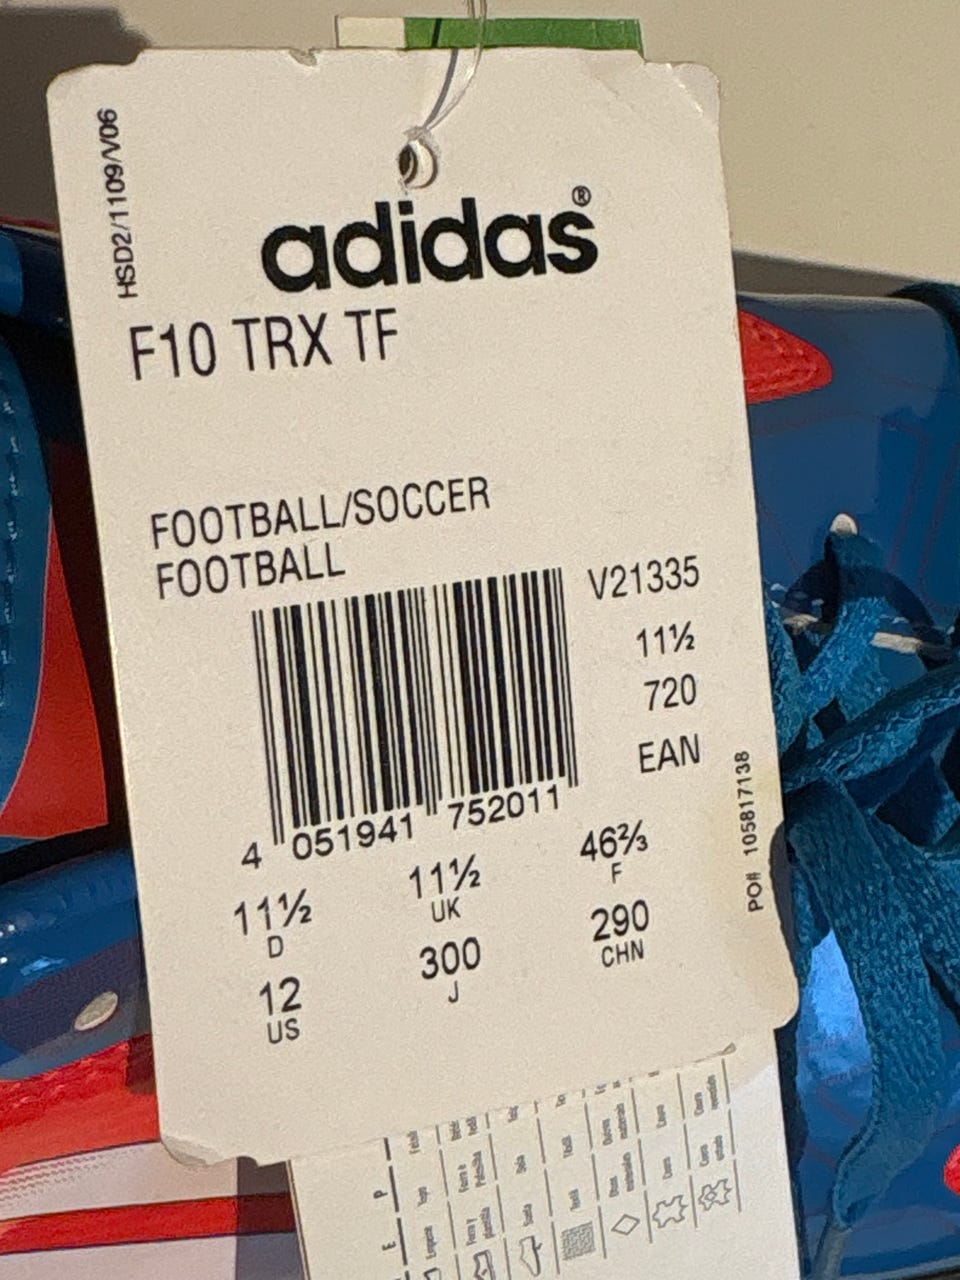 HSD2/1109/V06
adidas®
F10 TRX TF
FOOTBALL/SOCCER
FOOTBALL
V21335
11½
720
EAN
4 051941 752011
PO# 105817138
11½ 11½ 46⅔
D UK F
12 300 290
US J CHN
E P